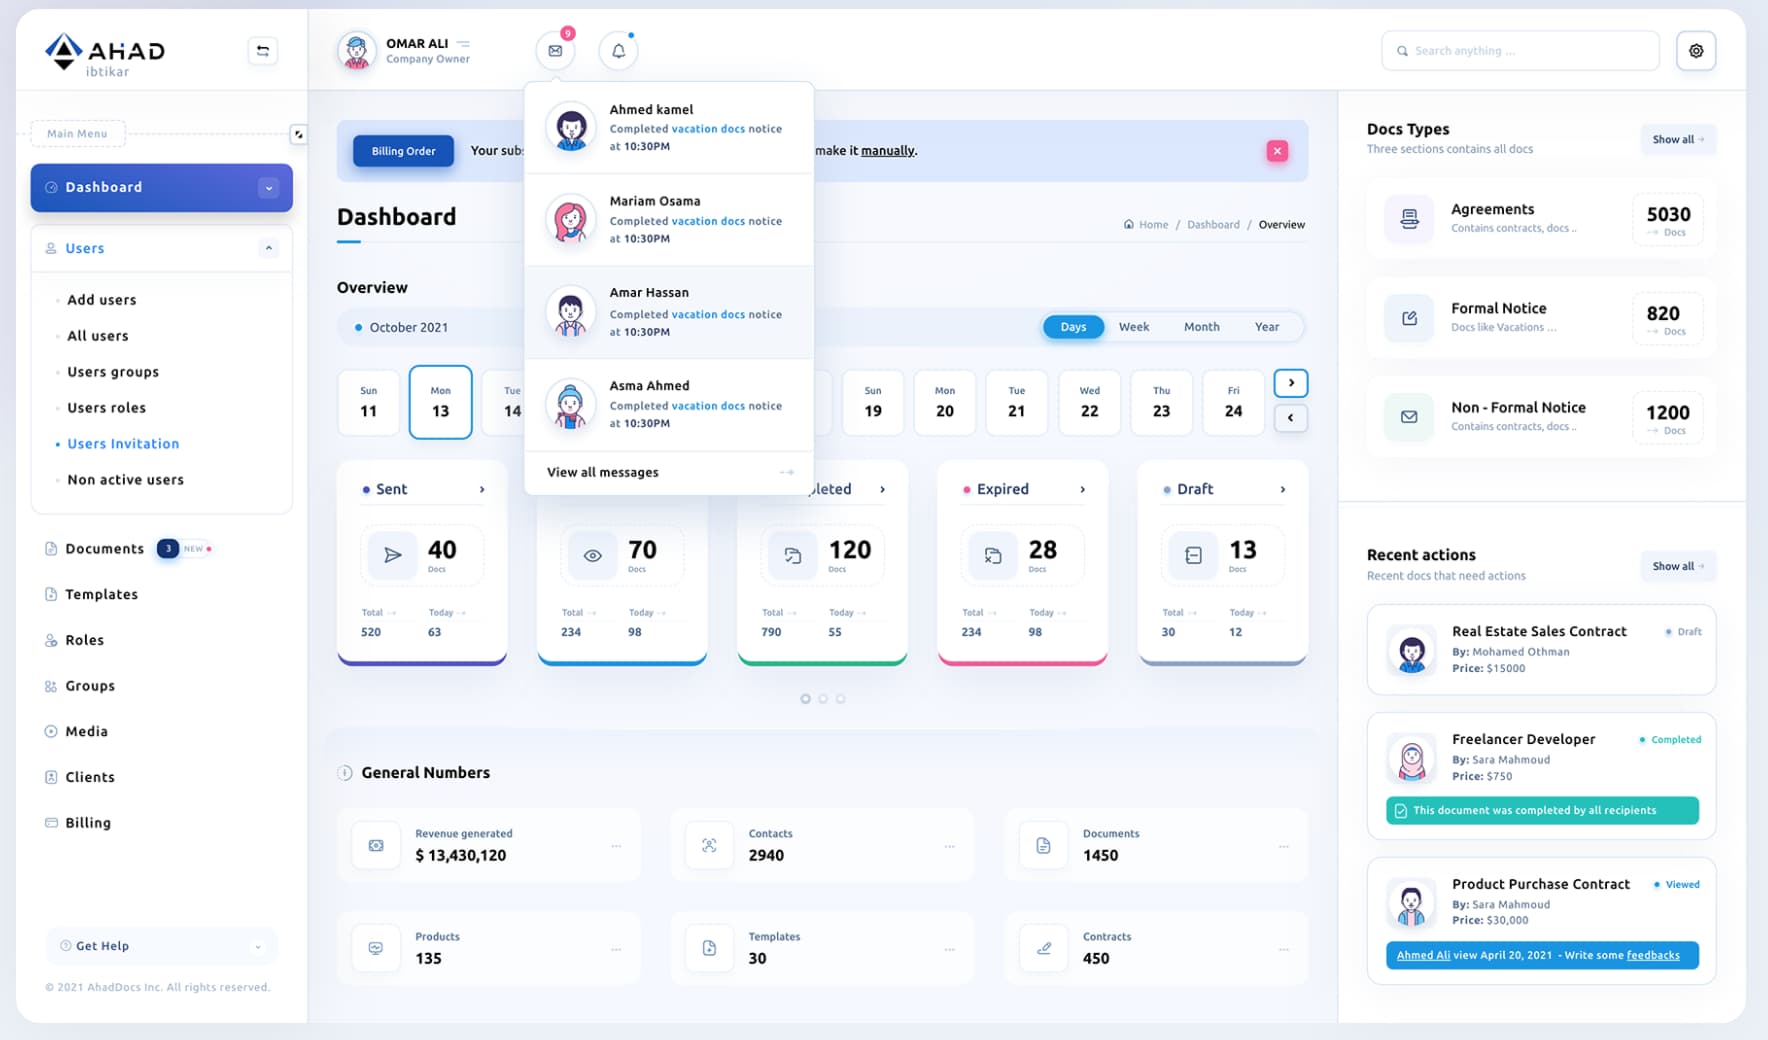 AHAD
ibtikar
OMAR ALI
Company Owner
9
Search anything ...
Main Menu
Dashboard
Users
Add users
All users
Users groups
Users roles
Users Invitation
Non active users
Documents 3 NEW
Templates
Roles
Groups
Media
Clients
Billing
Get Help
© 2021 AhadDocs Inc. All rights reserved.
Ahmed kamel
Completed vacation docs notice
at 10:30PM
Mariam Osama
Completed vacation docs notice
at 10:30PM
Amar Hassan
Completed vacation docs notice
at 10:30PM
Asma Ahmed
Completed vacation docs notice
at 10:30PM
View all messages
Billing Order
Your make it manually.
Dashboard
Home / Dashboard / Overview
Overview
October 2021
Days Week Month Year
Sun Mon Tue Sun Mon Tue Wed Thu Fri
11 13 14 19 20 21 22 23 24
Sent
40
Docs
Total Today
520 63
70
Docs
Total Today
234 98
120
Docs
Total Today
790 55
Expired
28
Docs
Total Today
234 98
Draft
13
Docs
Total Today
30 12
General Numbers
Revenue generated
$ 13,430,120
Contacts
2940
Documents
1450
Products
135
Templates
30
Contracts
450
Docs Types
Three sections contains all docs
Show all
Agreements
Contains contracts, docs ..
5030
Docs
Formal Notice
Docs like Vacations ...
820
Docs
Non - Formal Notice
Contains contracts, docs ..
1200
Docs
Recent actions
Recent docs that need actions
Show all
Real Estate Sales Contract
Draft
By: Mohamed Othman
Price: $15000
Freelancer Developer
Completed
By: Sara Mahmoud
Price: $750
This document was completed by all recipients
Product Purchase Contract
Viewed
By: Sara Mahmoud
Price: $30,000
Ahmed Ali view April 20, 2021 - Write some feedbacks